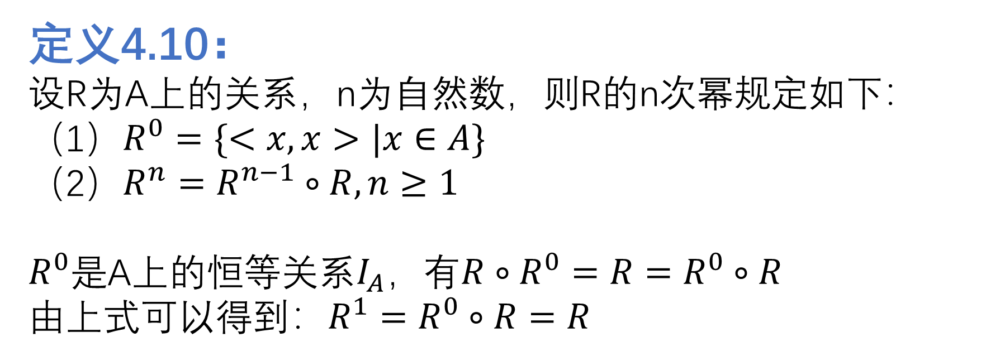 定义4.10：
设R为A上的关系，n为自然数，则R的n次幂规定如下：
（1）R⁰ = {< x, x > |x ∈ A}
（2）Rⁿ = Rⁿ⁻¹ ∘ R, n ≥ 1
R⁰是A上的恒等关系I_A，有R ∘ R⁰ = R = R⁰ ∘ R
由上式可以得到：R¹ = R⁰ ∘ R = R